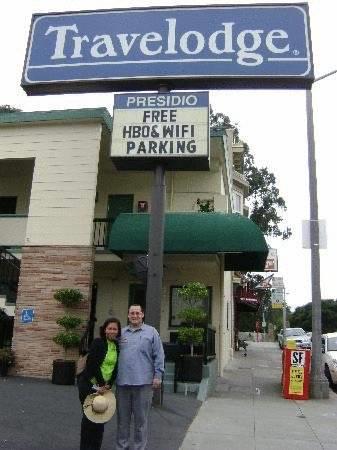 Travelodge
PRESIDIO
FREE
HBO & WIFI
PARKING
SF